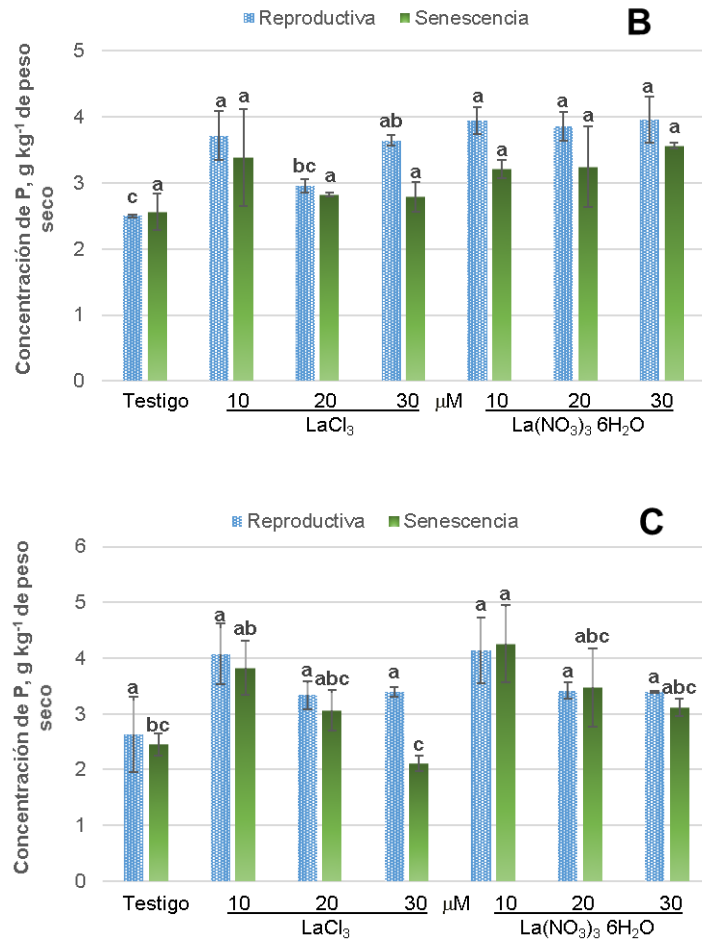 Reproductiva Senescencia
B
Concentración de P, g kg⁻¹ de peso
seco
5
4
3
2
1
0
c a
a a
bc a
ab a
a a
a a
a a
Testigo 10 20 30 μM 10 20 30
LaCl₃ La(NO₃)₃ 6H₂O
Reproductiva Senescencia
C
Concentración de P, g kg⁻¹ de peso
seco
6
5
4
3
2
1
0
a bc
a ab
a abc
a c
a a
a abc
a abc
Testigo 10 20 30 μM 10 20 30
LaCl₃ La(NO₃)₃ 6H₂O